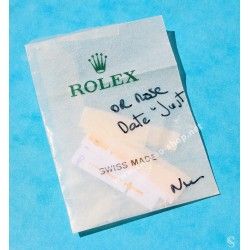 ROLEX
OR Rose
Date "Just
SWISS MADE